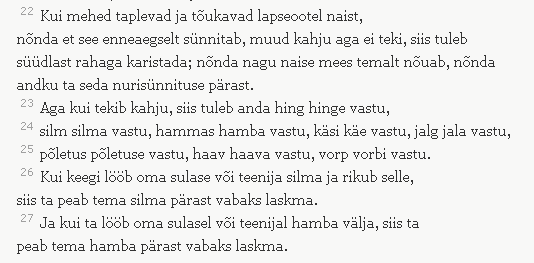 22 Kui mehed taplevad ja tõukavad lapseootel naist,
nõnda et see enneaegselt sünnitab, muud kahju aga ei teki, siis tuleb
süüdlast rahaga karistada; nõnda nagu naise mees temalt nõuab, nõnda
andku ta seda nurisünnituse pärast.
23 Aga kui tekib kahju, siis tuleb anda hing hinge vastu,
24 silm silma vastu, hammas hamba vastu, käsi käe vastu, jalg jala vastu,
25 põletus põletuse vastu, haav haava vastu, vorp vorbi vastu.
26 Kui keegi lööb oma sulase või teenija silma ja rikub selle,
siis ta peab tema silma pärast vabaks laskma.
27 Ja kui ta lööb oma sulasel või teenijal hamba välja, siis ta
peab tema hamba pärast vabaks laskma.